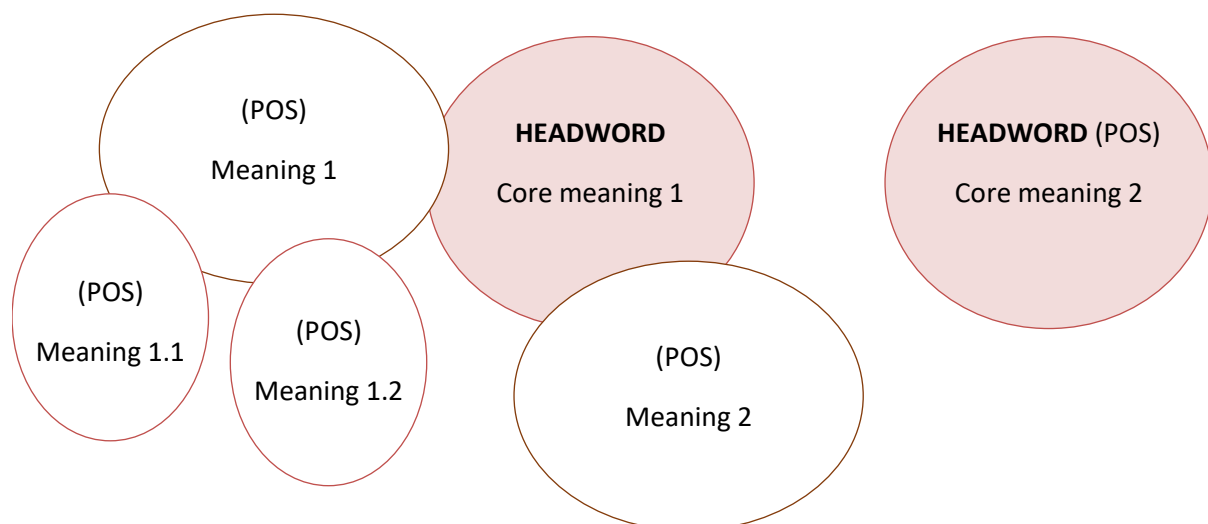 (POS)
Meaning 1
HEADWORD
Core meaning 1
HEADWORD (POS)
Core meaning 2
(POS)
Meaning 1.1
(POS)
Meaning 1.2
(POS)
Meaning 2